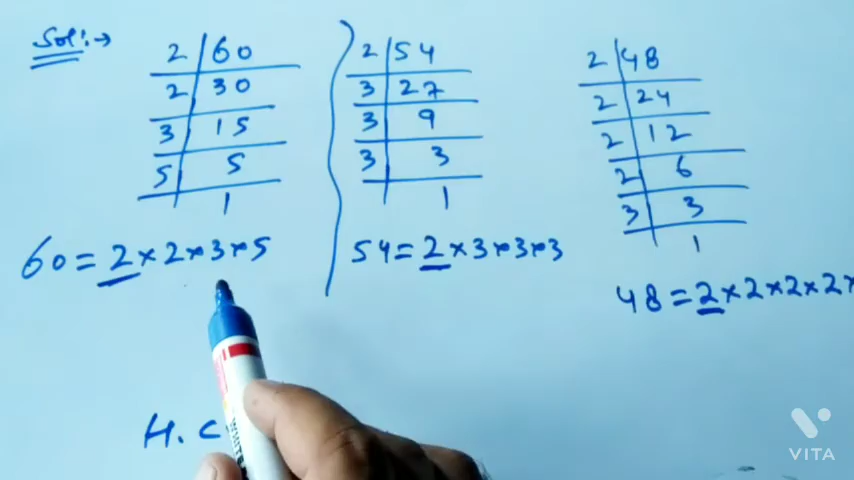 Sol:→
2 60
2 30
3 15
5 5
1
60 = 2 × 2 × 3 × 5
2 54
3 27
3 9
3 3
1
54 = 2 × 3 × 3 × 3
2 48
2 24
2 12
2 6
3 3
1
48 = 2 × 2 × 2 × 2 ×
H. C.
WHITE
VITA